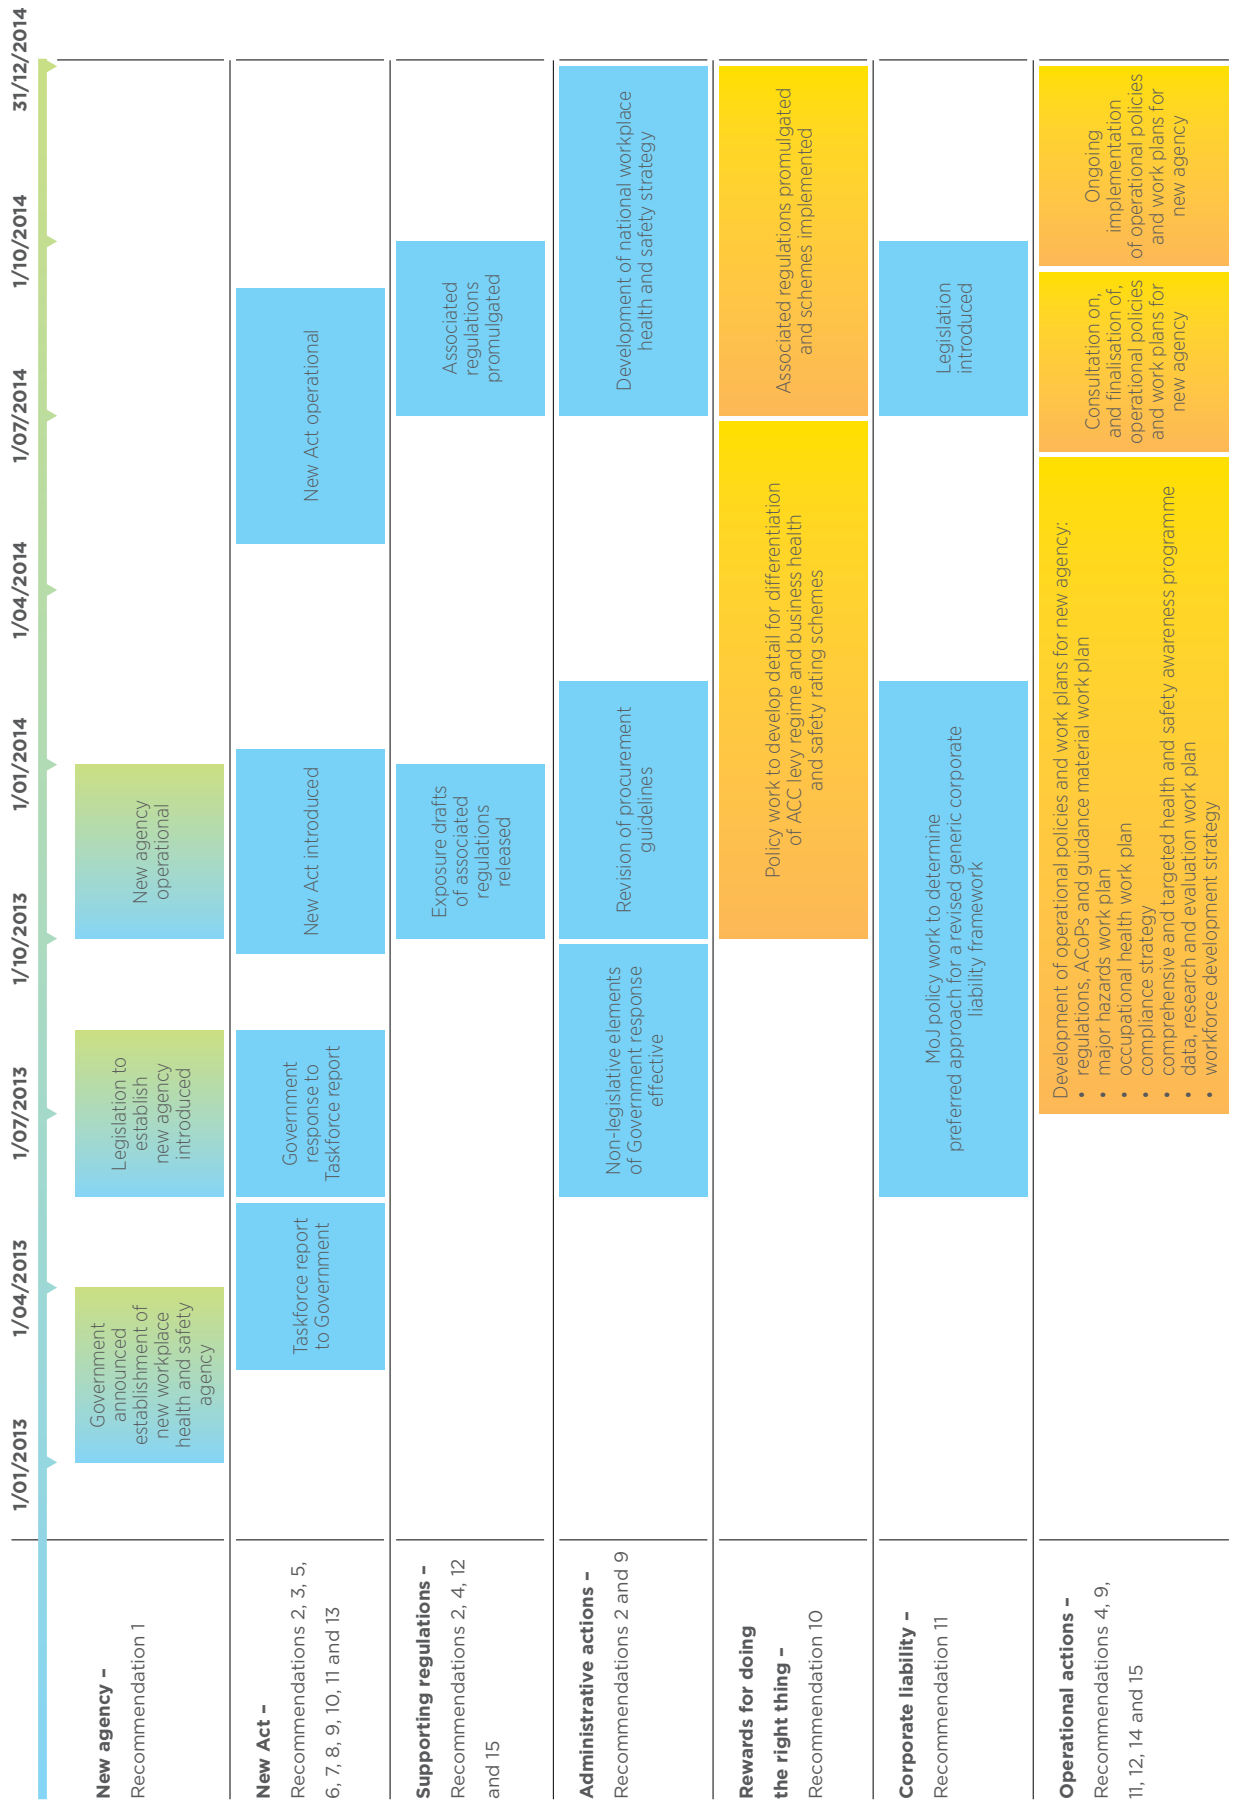 1/01/2013
1/04/2013
1/07/2013
1/10/2013
1/01/2014
1/04/2014
1/07/2014
1/10/2014
31/12/2014
New agency –
Recommendation 1
Government
announced
establishment of
new workplace
health and safety
agency
Legislation to
establish
new agency
introduced
New agency
operational
New Act –
Recommendations 2, 3, 5,
6, 7, 8, 9, 10, 11 and 13
Taskforce report
to Government
Government
response to
Taskforce report
New Act introduced
New Act operational
Supporting regulations –
Recommendations 2, 4, 12
and 15
Exposure drafts
of associated
regulations
released
Associated
regulations
promulgated
Administrative actions –
Recommendations 2 and 9
Non-legislative elements
of Government response
effective
Revision of procurement
guidelines
Development of national workplace
health and safety strategy
Rewards for doing
the right thing –
Recommendation 10
Policy work to develop detail for differentiation
of ACC levy regime and business health
and safety rating schemes
Associated regulations promulgated
and schemes implemented
Corporate liability –
Recommendation 11
MoJ policy work to determine
preferred approach for a revised generic corporate
liability framework
Legislation
introduced
Operational actions –
Recommendations 4, 9,
11, 12, 14 and 15
Development of operational policies and work plans for new agency:
• regulations, ACoPs and guidance material work plan
• major hazards work plan
• occupational health work plan
• compliance strategy
• comprehensive and targeted health and safety awareness programme
• data, research and evaluation work plan
• workforce development strategy
Consultation on,
and finalisation of,
operational policies
and work plans for
new agency
Ongoing
implementation
of operational policies
and work plans for
new agency